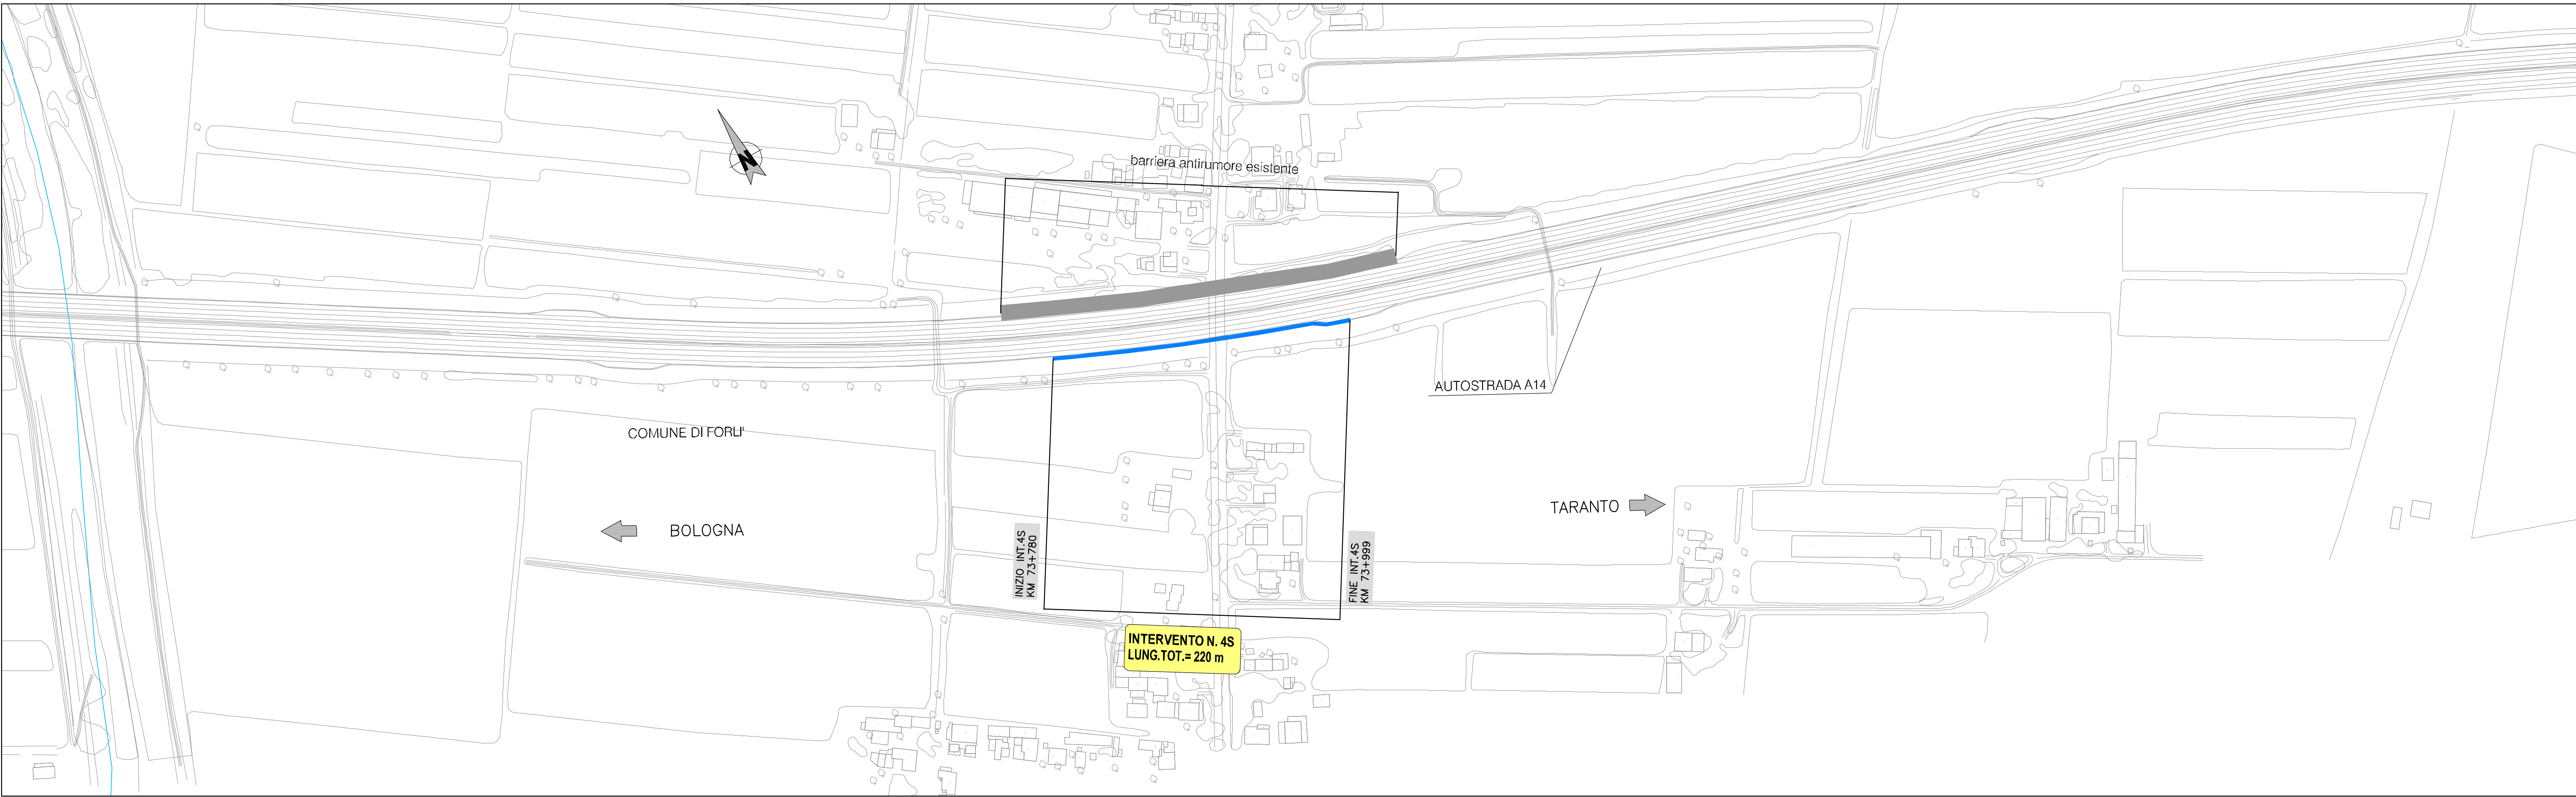 barriera antirumore esistente
N
AUTOSTRADA A14
COMUNE DI FORLI'
BOLOGNA
TARANTO
INIZIO INT.4S
KM 73+780
FINE INT.4S
KM 73+999
INTERVENTO N. 4S
LUNG.TOT.= 220 m